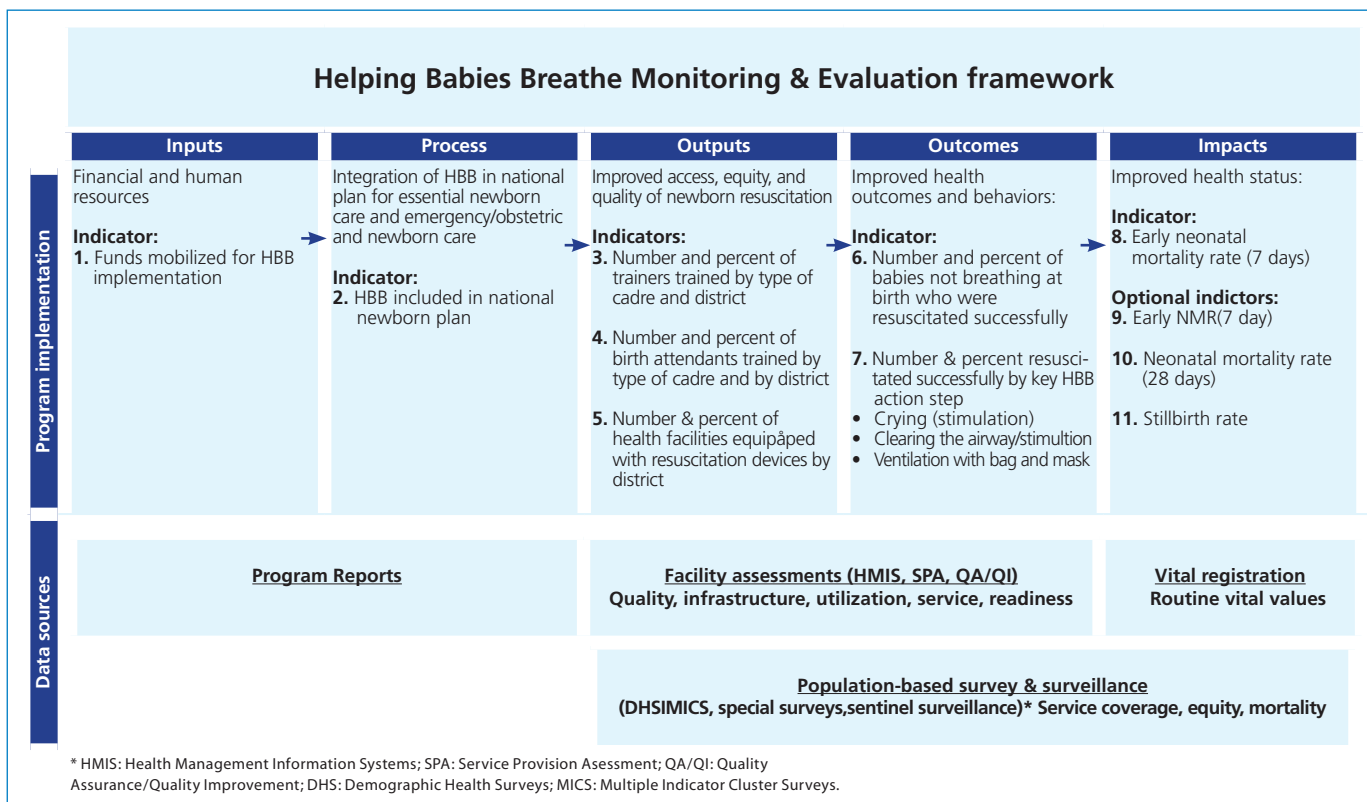 Helping Babies Breathe Monitoring & Evaluation framework
Program implementation
Inputs
Financial and human
resources
Indicator:
1. Funds mobilized for HBB
implementation
Process
Integration of HBB in national
plan for essential newborn
care and emergency/obstetric
and newborn care
Indicator:
2. HBB included in national
newborn plan
Outputs
Improved access, equity, and
quality of newborn resuscitation
Indicators:
3. Number and percent of
trainers trained by type of
cadre and district
4. Number and percent of
birth attendants trained by
type of cadre and by district
5. Number & percent of
health facilities equipåped
with resuscitation devices by
district
Outcomes
Improved health
outcomes and behaviors:
Indicator:
6. Number and percent of
babies not breathing at
birth who were
resuscitated successfully
7. Number & percent resusci-
tated successfully by key HBB
action step
• Crying (stimulation)
• Clearing the airway/stimultion
• Ventilation with bag and mask
Impacts
Improved health status:
Indicator:
8. Early neonatal
mortality rate (7 days)
Optional indictors:
9. Early NMR(7 day)
10. Neonatal mortality rate
(28 days)
11. Stillbirth rate
Data sources
Program Reports
Facility assessments (HMIS, SPA, QA/QI)
Quality, infrastructure, utilization, service, readiness
Vital registration
Routine vital values
Population-based survey & surveillance
(DHSIMICS, special surveys,sentinel surveillance)* Service coverage, equity, mortality
* HMIS: Health Management Information Systems; SPA: Service Provision Asessment; QA/QI: Quality
Assurance/Quality Improvement; DHS: Demographic Health Surveys; MICS: Multiple Indicator Cluster Surveys.